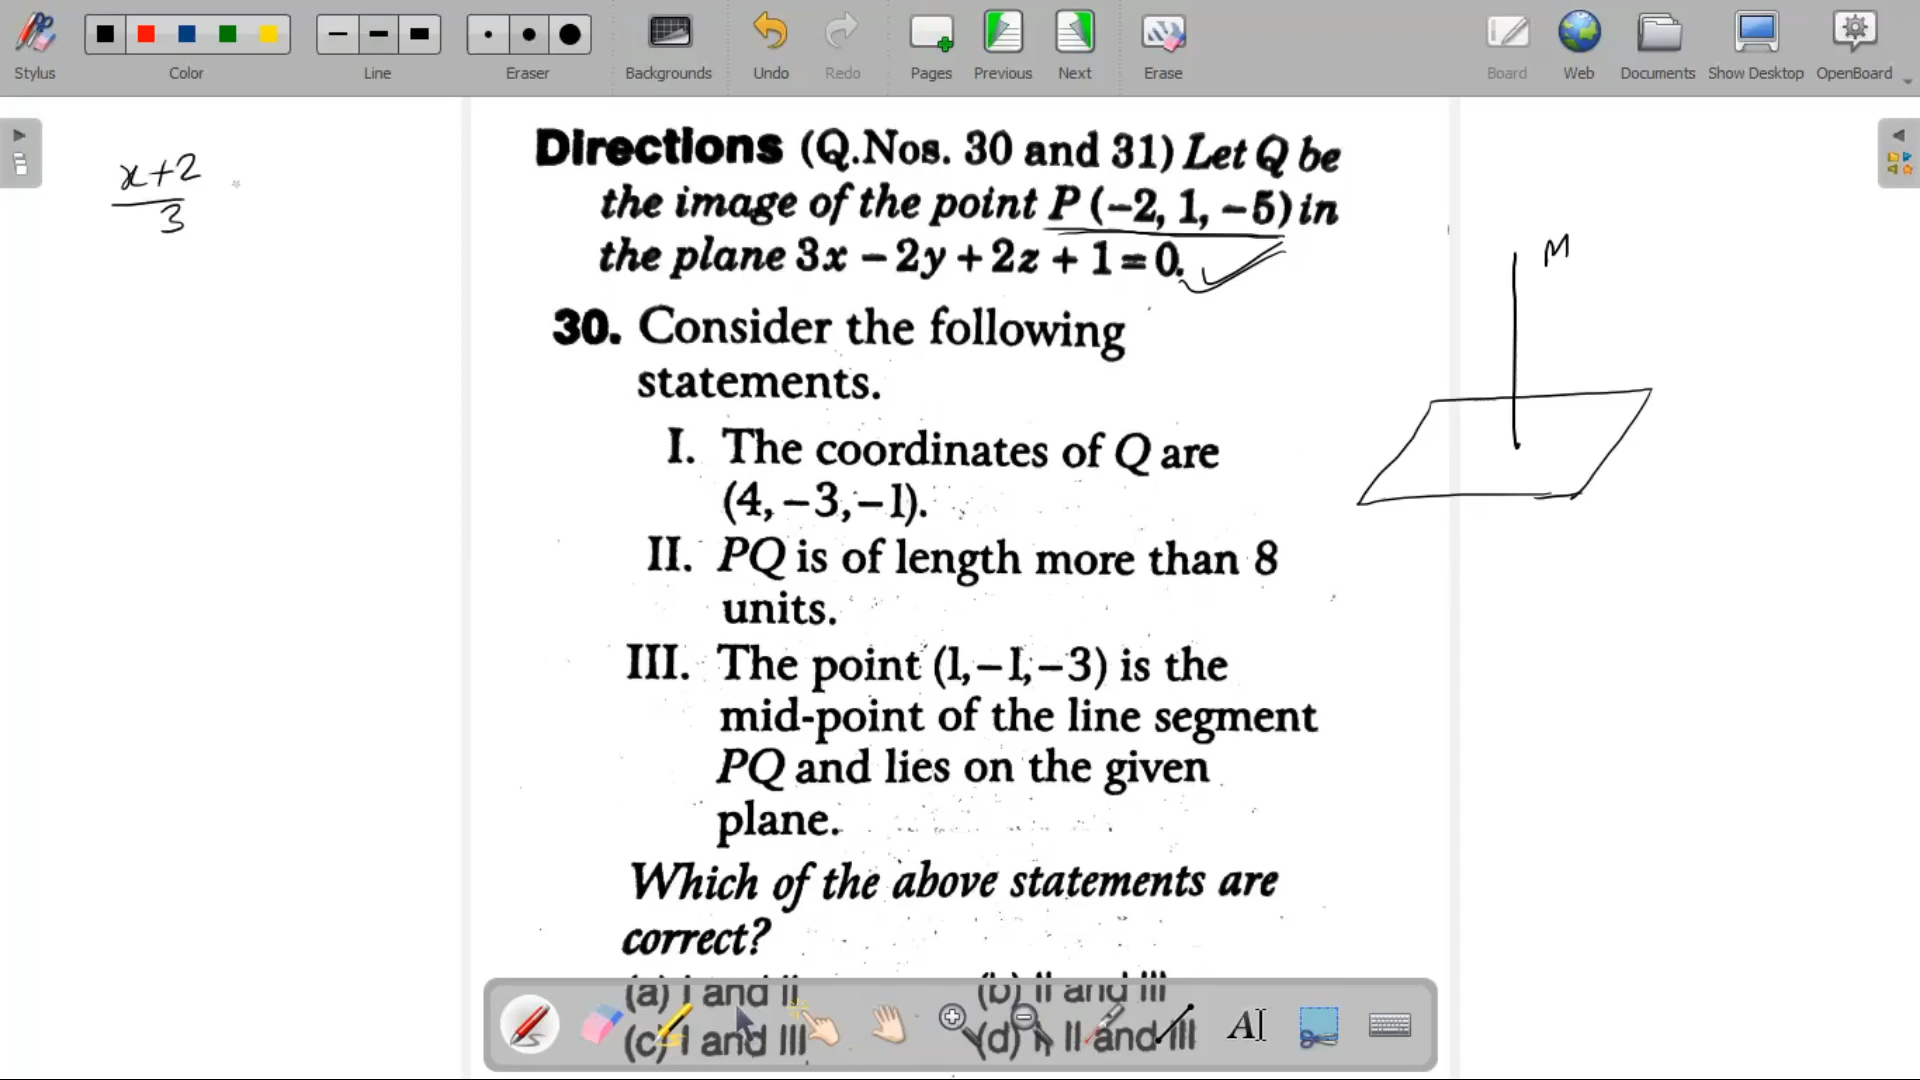 Stylus
Color
Line
Eraser
Backgrounds
Undo
Redo
Pages
Previous
Next
Erase
Board
Web
Documents
Show Desktop
OpenBoard
x+2
3
M
Directions (Q.Nos. 30 and 31) Let Q be
the image of the point P (−2, 1, −5) in
the plane 3x − 2y + 2z + 1 = 0.
30. Consider the following
statements.
I. The coordinates of Q are
(4, −3, −1).
II. PQ is of length more than 8
units.
III. The point (1, −1, −3) is the
mid-point of the line segment
PQ and lies on the given
plane.
Which of the above statements are
correct?
(a) I and II (b) II and III
(c) I and III (d) I, II and III